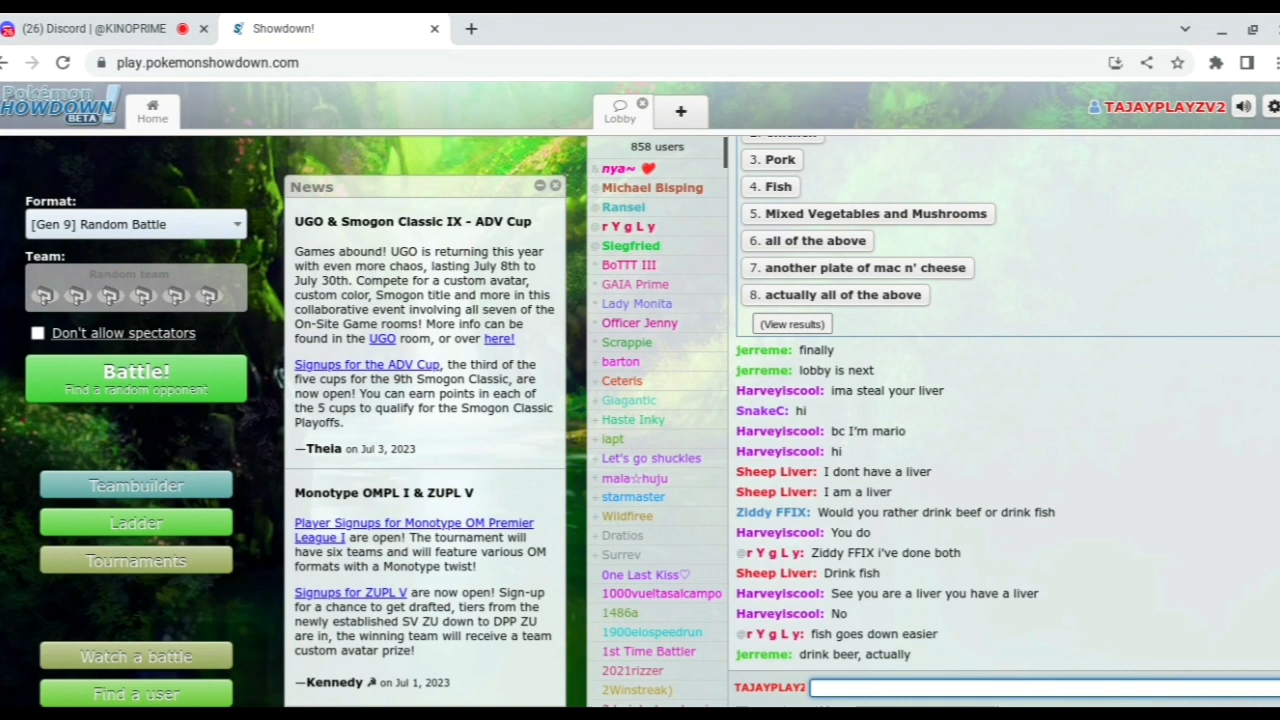 (26) Discord | @KINOPRIME
Showdown!
play.pokemonshowdown.com
Pokémon
HOWDOWN!
BETA
Home
Lobby
TAJAYPLAYZV2
Format:
[Gen 9] Random Battle
Team:
Random team
Don't allow spectators
Battle!
Find a random opponent
Teambuilder
Ladder
Tournaments
Watch a battle
Find a user
News
UGO & Smogon Classic IX - ADV Cup
Games abound! UGO is returning this year
with even more chaos, lasting July 8th to
July 30th. Compete for a custom avatar,
custom color, Smogon title and more in this
collaborative event involving all seven of the
On-Site Game rooms! More info can be
found in the UGO room, or over here!
Signups for the ADV Cup, the third of the
five cups for the 9th Smogon Classic, are
now open! You can earn points in each of
the 5 cups to qualify for the Smogon Classic
Playoffs.
—Theia on Jul 3, 2023
Monotype OMPL I & ZUPL V
Player Signups for Monotype OM Premier
League I are open! The tournament will
have six teams and will feature various OM
formats with a Monotype twist!
Signups for ZUPL V are now open! Sign-up
for a chance to get drafted, tiers from the
newly established SV ZU down to DPP ZU
are in, the winning team will receive a team
custom avatar prize!
—Kennedy ☭ on Jul 1, 2023
858 users
& nya~ ❤
@ Michael Bisping
@ Ransei
@ r Y g L y
@ Siegfried
* BoTTT III
* GAIA Prime
* Lady Monita
* Officer Jenny
* Scrappie
+ barton
+ Ceteris
+ Giagantic
+ Haste Inky
+ iapt
+ Let's go shuckles
+ mala☆huju
+ starmaster
+ Wildfiree
+ Dratios
+ Surrev
0ne Last Kiss♡
1000vueltasalcampo
1486a
1900elospeedrun
1st Time Battler
2021rizzer
2Winstreak)
3. Pork
4. Fish
5. Mixed Vegetables and Mushrooms
6. all of the above
7. another plate of mac n' cheese
8. actually all of the above
(View results)
jerreme: finally
jerreme: lobby is next
Harveyiscool: ima steal your liver
SnakeC: hi
Harveyiscool: bc I'm mario
Harveyiscool: hi
Sheep Liver: I dont have a liver
Sheep Liver: I am a liver
Ziddy FFIX: Would you rather drink beef or drink fish
Harveyiscool: You do
@r Y g L y: Ziddy FFIX i've done both
Sheep Liver: Drink fish
Harveyiscool: See you are a liver you have a liver
Harveyiscool: No
@r Y g L y: fish goes down easier
jerreme: drink beer, actually
TAJAYPLAYZ